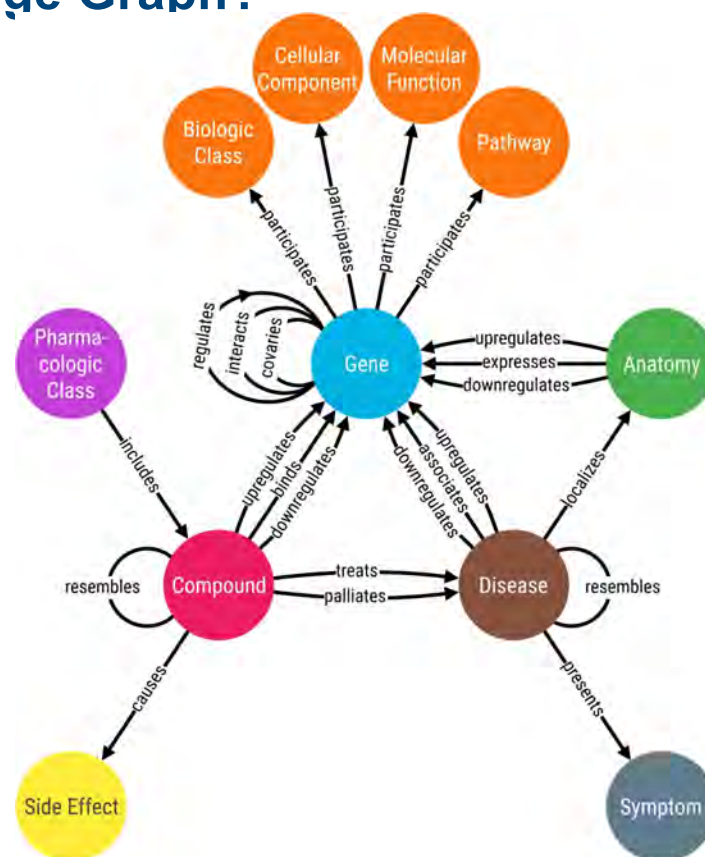 ge Graph?
Cellular
Component
Molecular
Function
Biologic
Class
Pathway
participates
participates
participates
participates
Pharma-
cologic
Class
regulates
interacts
covaries
Gene
upregulates
expresses
downregulates
Anatomy
includes
upregulates
binds
downregulates
downregulates
associates
upregulates
localizes
resembles
Compound
treats
palliates
Disease
resembles
causes
presents
Side Effect
Symptom